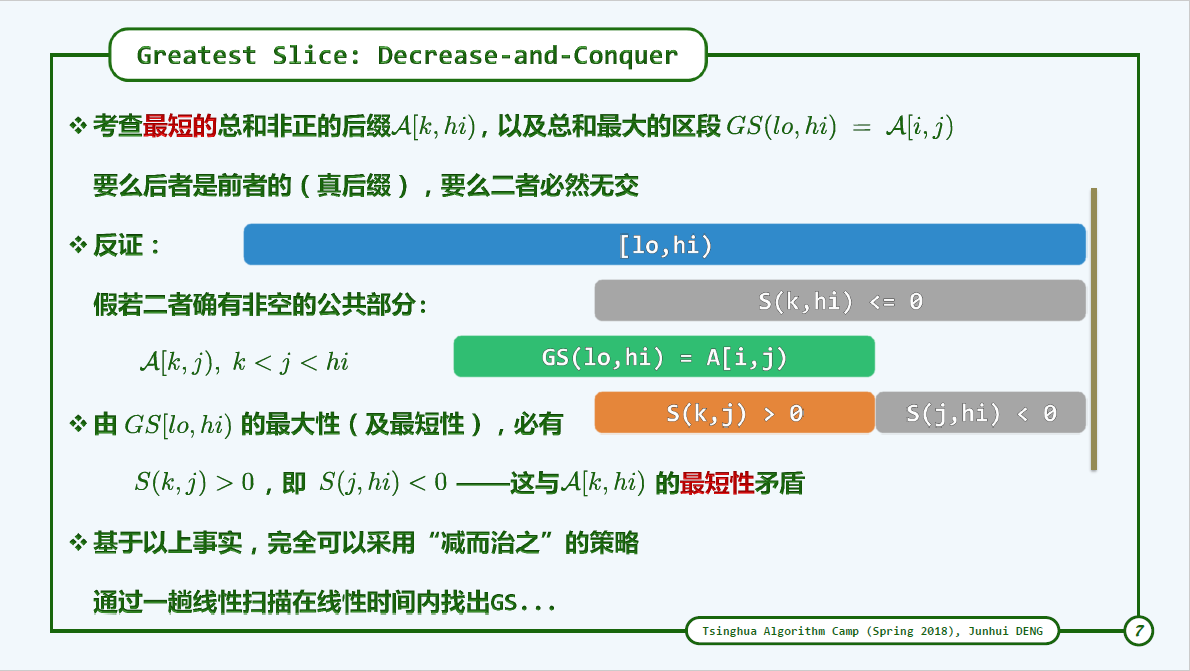 Greatest Slice: Decrease-and-Conquer
❖ 考查最短的总和非正的后缀A[k, hi)，以及总和最大的区段 GS(lo, hi) = A[i, j)
要么后者是前者的（真后缀），要么二者必然无交
❖ 反证：
[lo,hi)
假若二者确有非空的公共部分：
S(k,hi) <= 0
A[k, j), k < j < hi
GS(lo,hi) = A[i,j)
❖ 由 GS[lo, hi) 的最大性（及最短性），必有
S(k,j) > 0
S(j,hi) < 0
S(k, j) > 0，即 S(j, hi) < 0 ——这与A[k, hi) 的最短性矛盾
❖ 基于以上事实，完全可以采用“减而治之”的策略
通过一趟线性扫描在线性时间内找出GS...
Tsinghua Algorithm Camp (Spring 2018), Junhui DENG
7